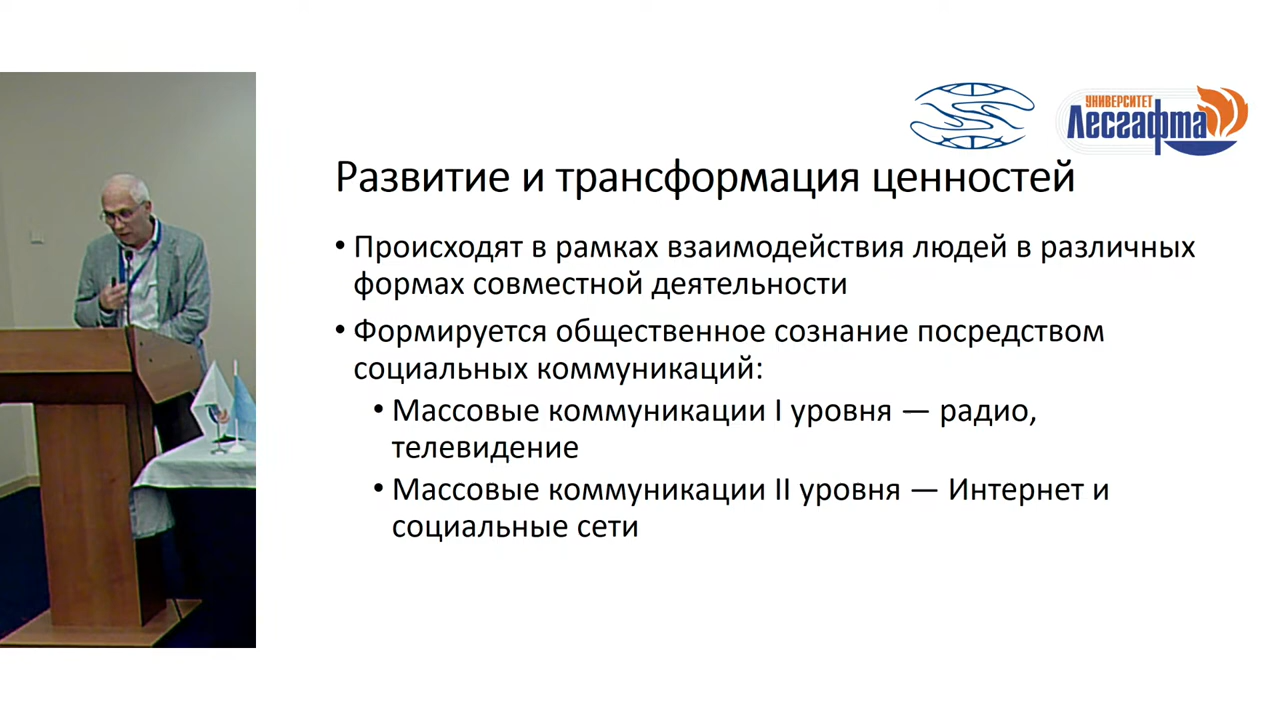 УНИВЕРСИТЕТ
Лесгафта
Развитие и трансформация ценностей
• Происходят в рамках взаимодействия людей в различных
формах совместной деятельности
• Формируется общественное сознание посредством
социальных коммуникаций:
• Массовые коммуникации I уровня — радио,
телевидение
• Массовые коммуникации II уровня — Интернет и
социальные сети